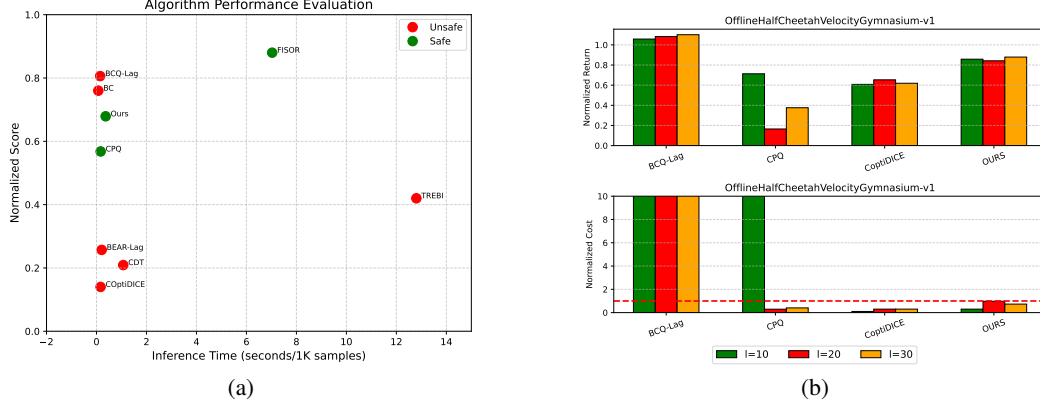 Algorithm Performance Evaluation
Normalized Score
1.0
0.8
0.6
0.4
0.2
0.0
Unsafe
Safe
FISOR
BCQ-Lag
BC
Ours
CPQ
TREBI
BEAR-Lag
CDT
COptiDICE
−2 0 2 4 6 8 10 12 14
Inference Time (seconds/1K samples)
(a)
OfflineHalfCheetahVelocityGymnasium-v1
Normalized Return
1.0
0.8
0.6
0.4
0.2
0.0
BCQ-Lag CPQ CoptiDICE OURS
OfflineHalfCheetahVelocityGymnasium-v1
Normalized Cost
10
8
6
4
2
0
BCQ-Lag CPQ CoptiDICE OURS
l=10 l=20 l=30
(b)